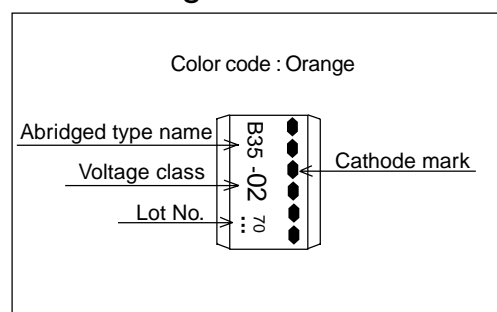 Color code : Orange
Abridged type name
Voltage class
Lot No.
B35 -02 70 ...
Cathode mark